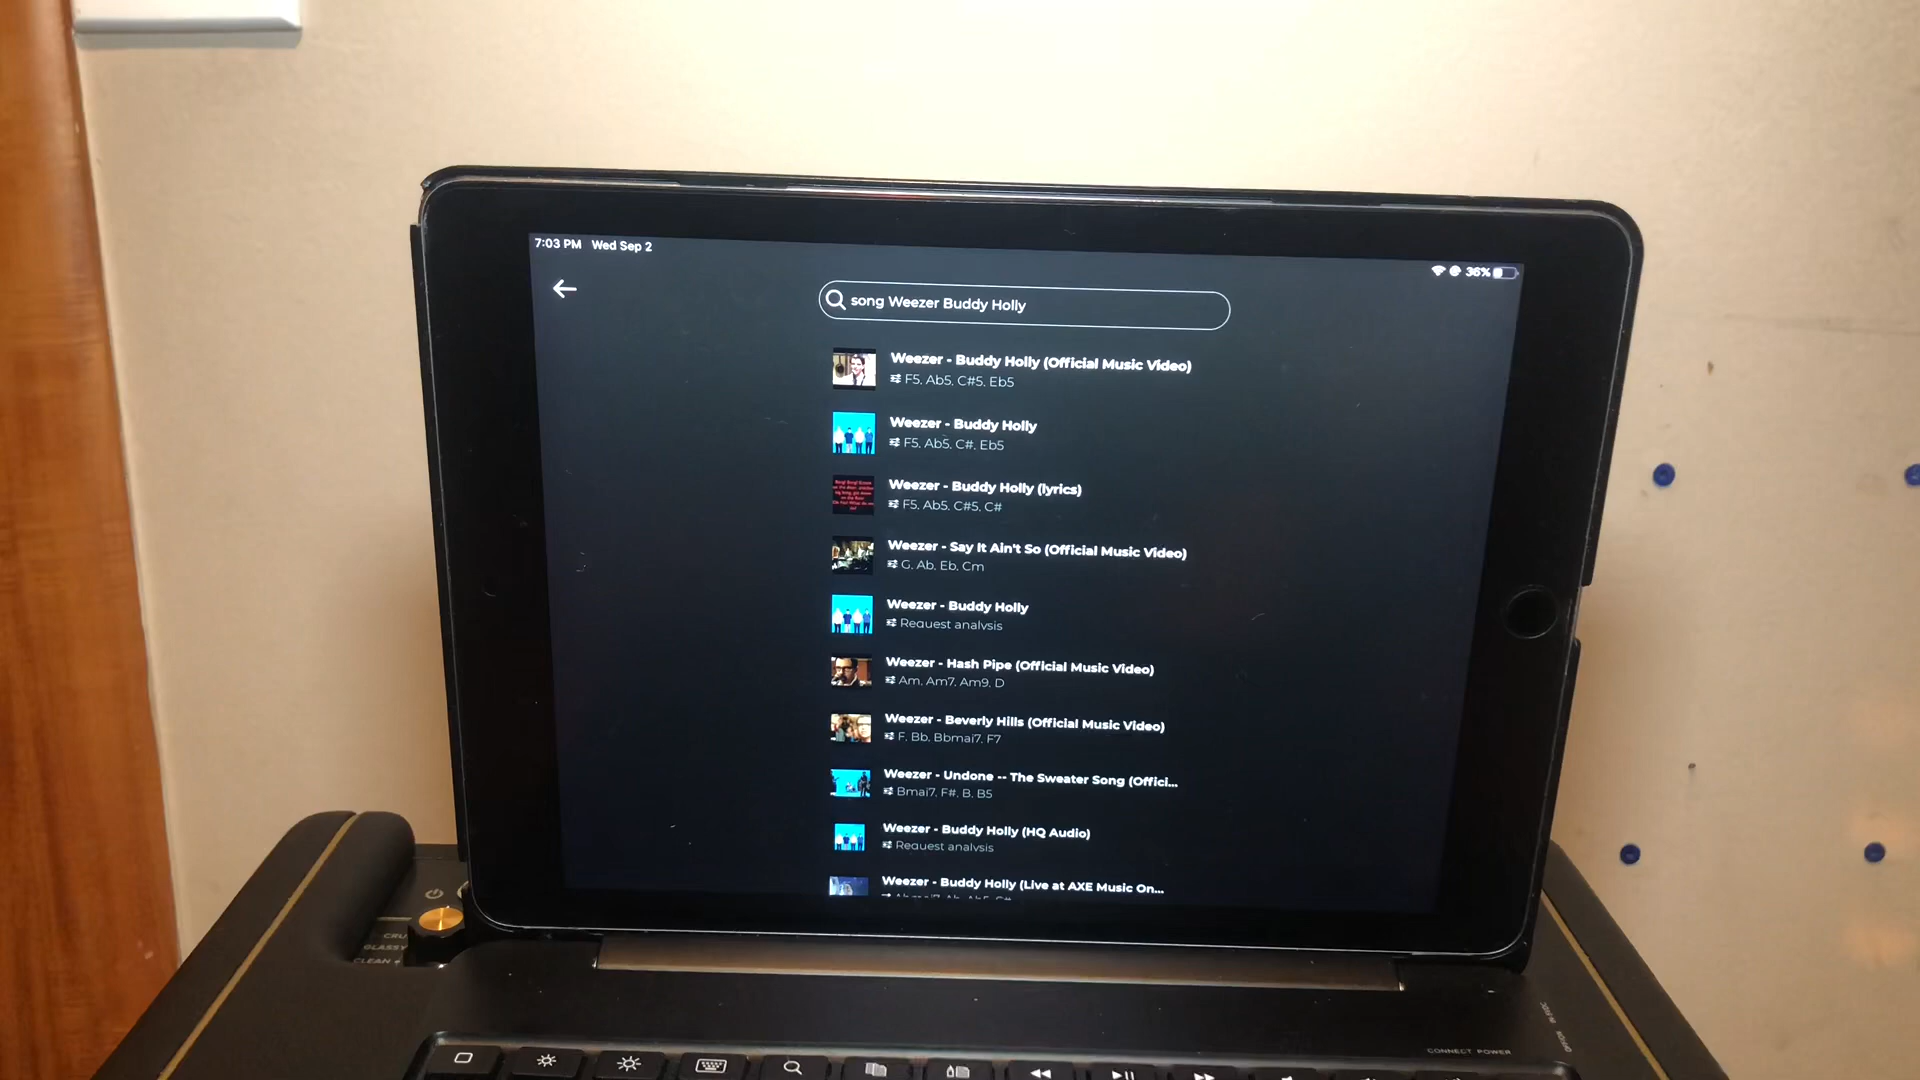 7:03 PM Wed Sep 2
36%
song Weezer Buddy Holly
Weezer - Buddy Holly (Official Music Video)
F5, Ab5, C#5, Eb5
Weezer - Buddy Holly
F5, Ab5, C#, Eb5
Weezer - Buddy Holly (lyrics)
F5, Ab5, C#5, C#
Weezer - Say It Ain't So (Official Music Video)
G, Ab, Eb, Cm
Weezer - Buddy Holly
Request analysis
Weezer - Hash Pipe (Official Music Video)
Am, Am7, Am9, D
Weezer - Beverly Hills (Official Music Video)
F, Bb, Bbmaj7, F7
Weezer - Undone -- The Sweater Song (Offici...
Bmaj7, F#, B, B5
Weezer - Buddy Holly (HQ Audio)
Request analysis
Weezer - Buddy Holly (Live at AXE Music On...
CRU
GLASSY
CLEAN
CONNECT POWER